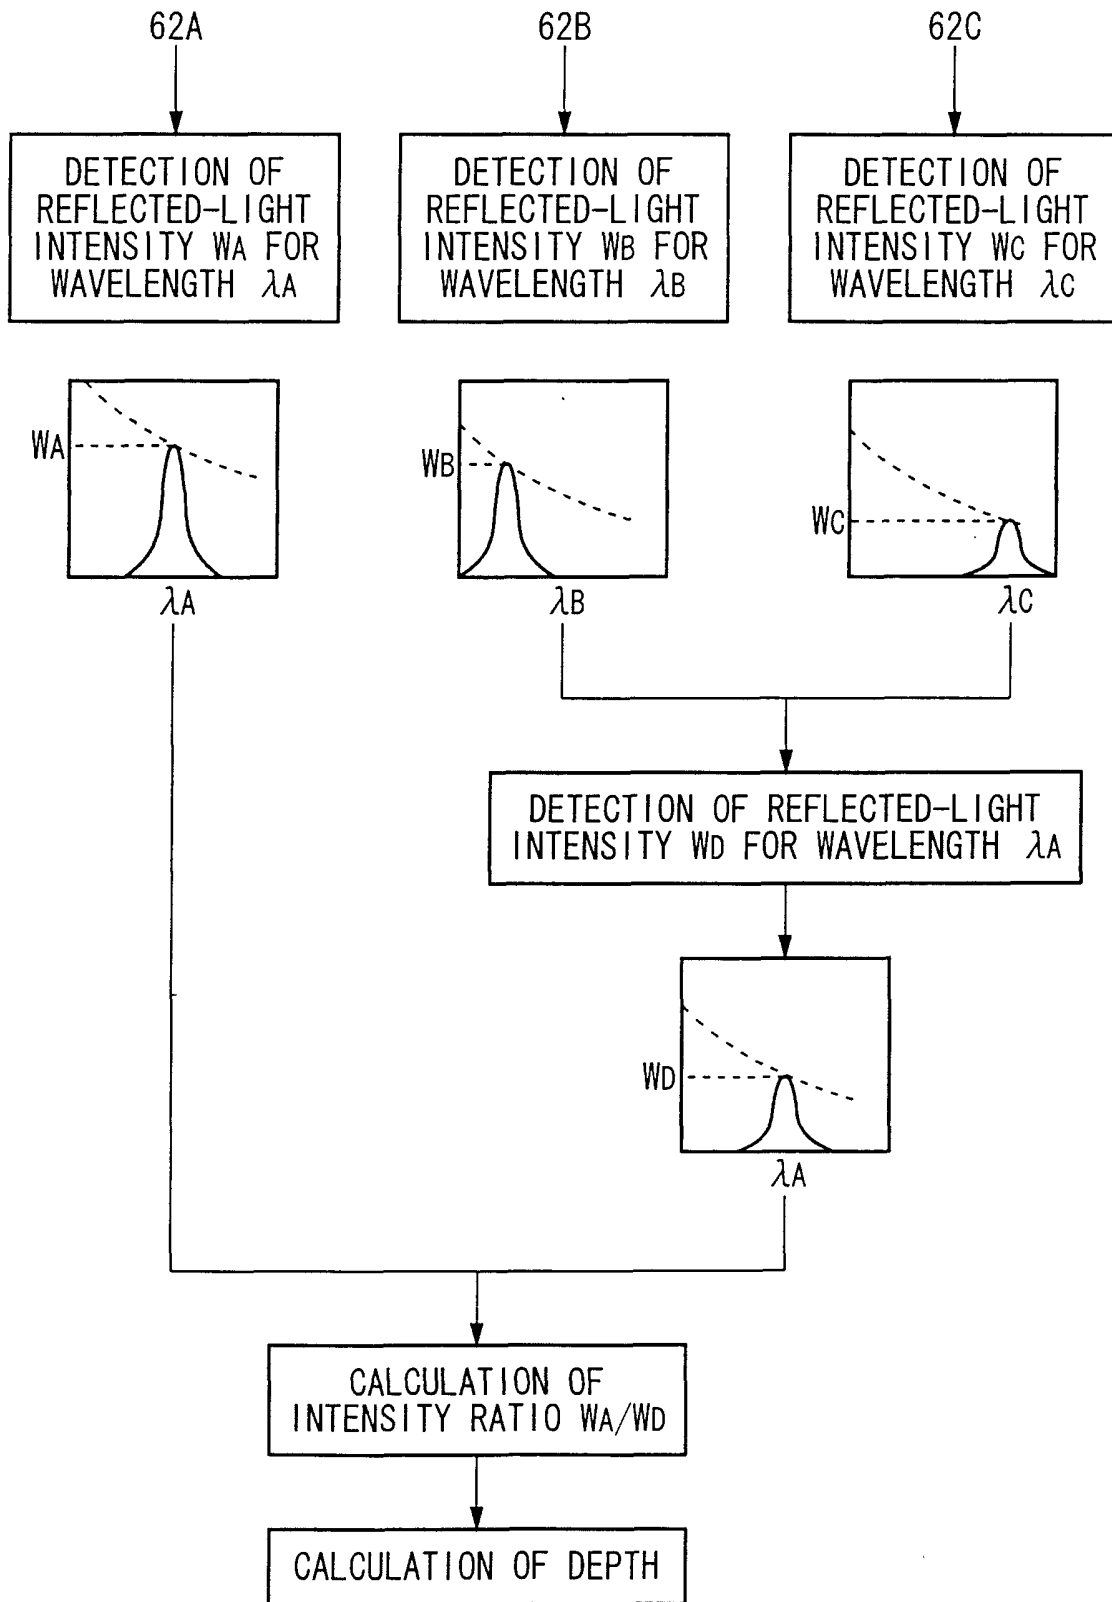 62A
62B
62C
DETECTION OF
REFLECTED-LIGHT
INTENSITY WA FOR
WAVELENGTH λA
DETECTION OF
REFLECTED-LIGHT
INTENSITY WB FOR
WAVELENGTH λB
DETECTION OF
REFLECTED-LIGHT
INTENSITY WC FOR
WAVELENGTH λC
WA
λA
WB
λB
WC
λC
DETECTION OF REFLECTED-LIGHT
INTENSITY WD FOR WAVELENGTH λA
WD
λA
CALCULATION OF
INTENSITY RATIO WA/WD
CALCULATION OF DEPTH